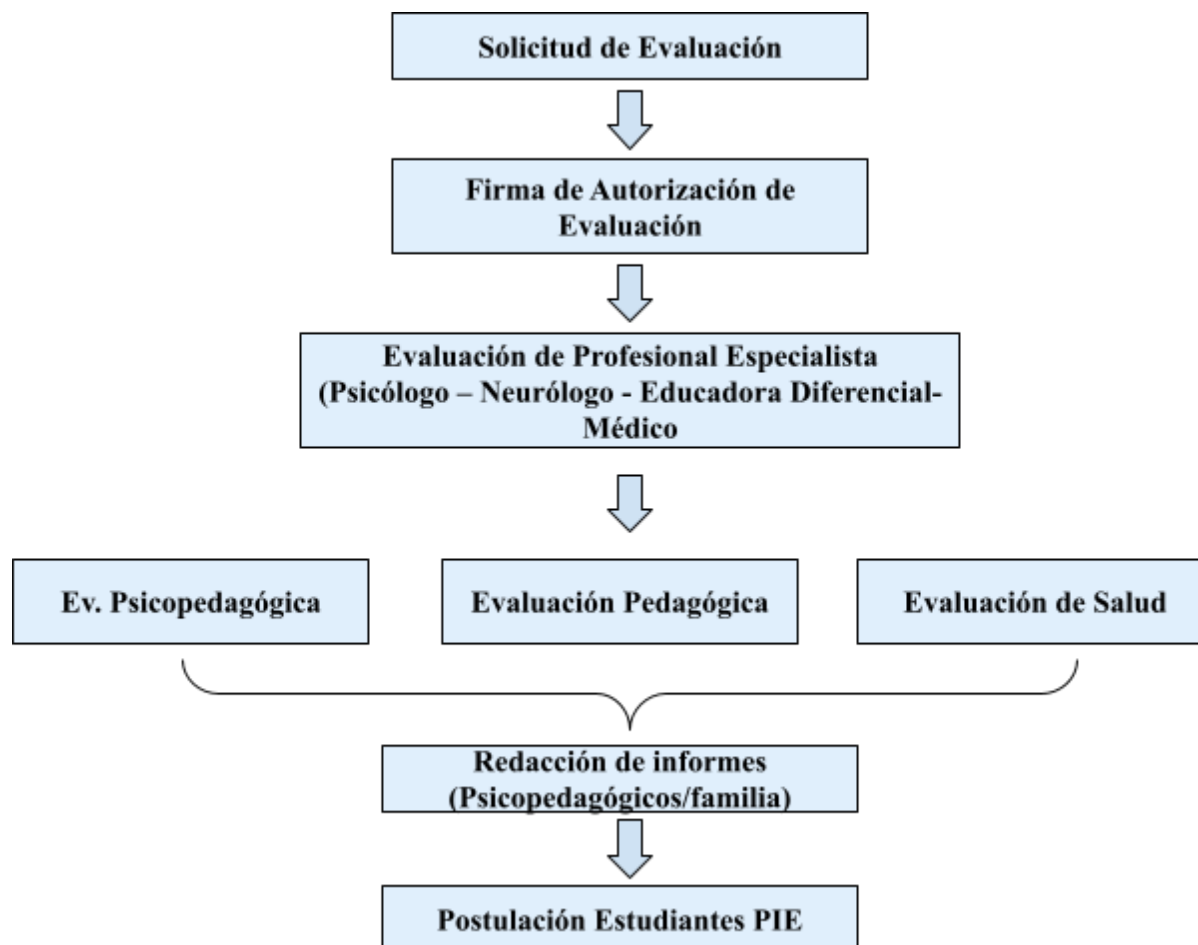 Solicitud de Evaluación
Firma de Autorización de
Evaluación
Evaluación de Profesional Especialista
(Psicólogo – Neurólogo - Educadora Diferencial-
Médico
Ev. Psicopedagógica
Evaluación Pedagógica
Evaluación de Salud
Redacción de informes
(Psicopedagógicos/familia)
Postulación Estudiantes PIE